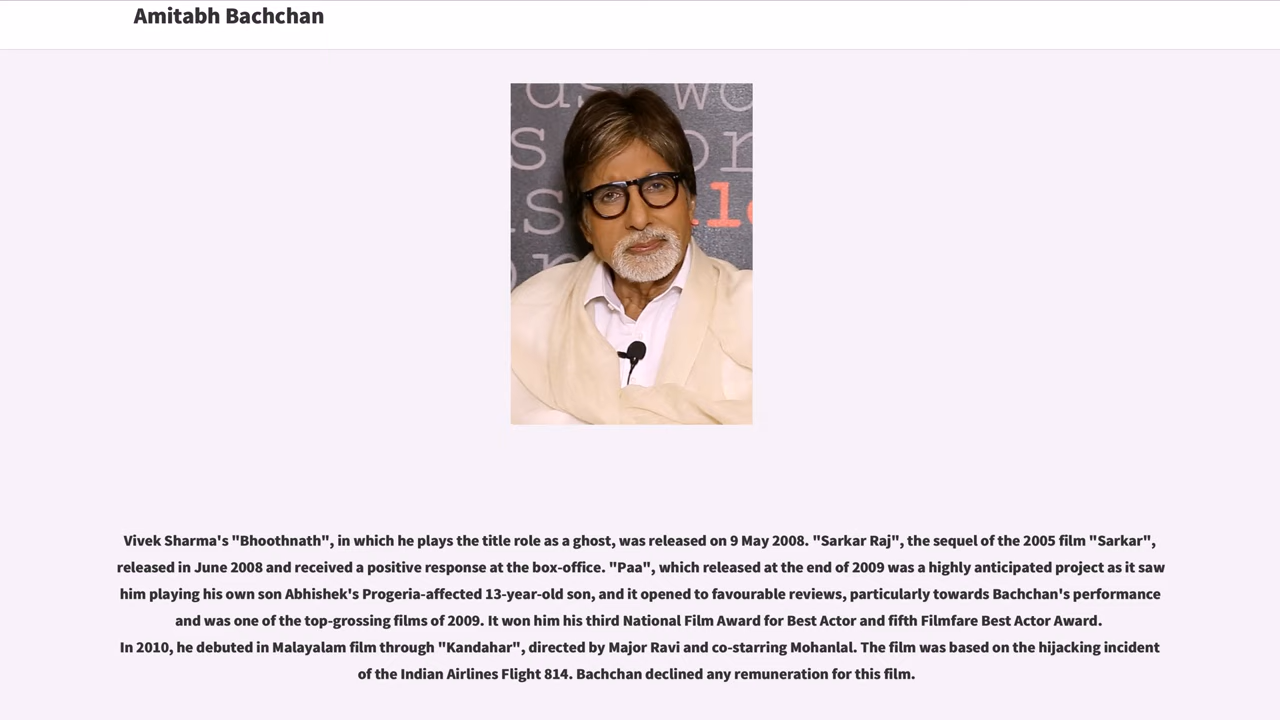 Amitabh Bachchan
ds wo
s or
s le
on
Vivek Sharma's "Bhoothnath", in which he plays the title role as a ghost, was released on 9 May 2008. "Sarkar Raj", the sequel of the 2005 film "Sarkar",
released in June 2008 and received a positive response at the box-office. "Paa", which released at the end of 2009 was a highly anticipated project as it saw
him playing his own son Abhishek's Progeria-affected 13-year-old son, and it opened to favourable reviews, particularly towards Bachchan's performance
and was one of the top-grossing films of 2009. It won him his third National Film Award for Best Actor and fifth Filmfare Best Actor Award.
In 2010, he debuted in Malayalam film through "Kandahar", directed by Major Ravi and co-starring Mohanlal. The film was based on the hijacking incident
of the Indian Airlines Flight 814. Bachchan declined any remuneration for this film.